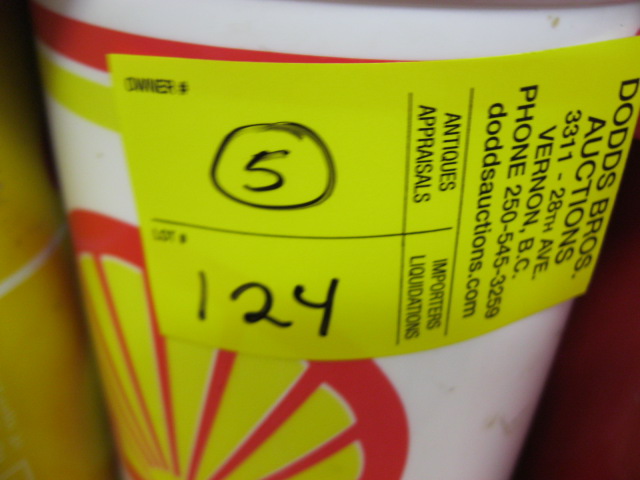 OWNER #
5
LOT #
124
ANTIQUES
APPRAISALS
IMPORTERS
LIQUIDATIONS
DODDS BROS.
AUCTIONS
3311 - 28TH AVE.
VERNON, B.C.
PHONE 250-545-3259
doddsauctions.com